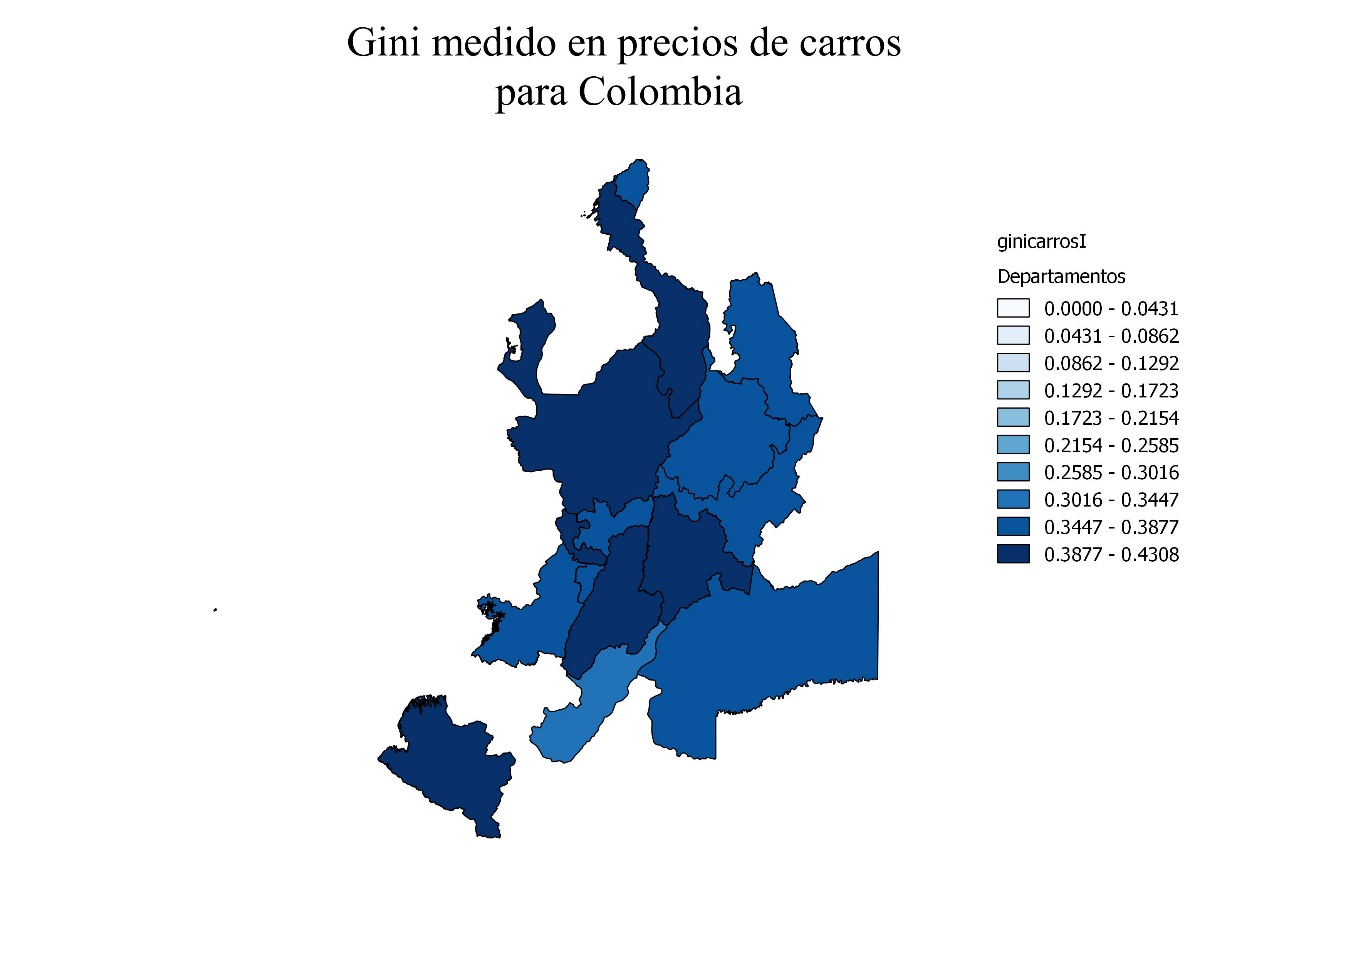 Gini medido en precios de carros
para Colombia
ginicarrosI
Departamentos
0.0000 - 0.0431
0.0431 - 0.0862
0.0862 - 0.1292
0.1292 - 0.1723
0.1723 - 0.2154
0.2154 - 0.2585
0.2585 - 0.3016
0.3016 - 0.3447
0.3447 - 0.3877
0.3877 - 0.4308